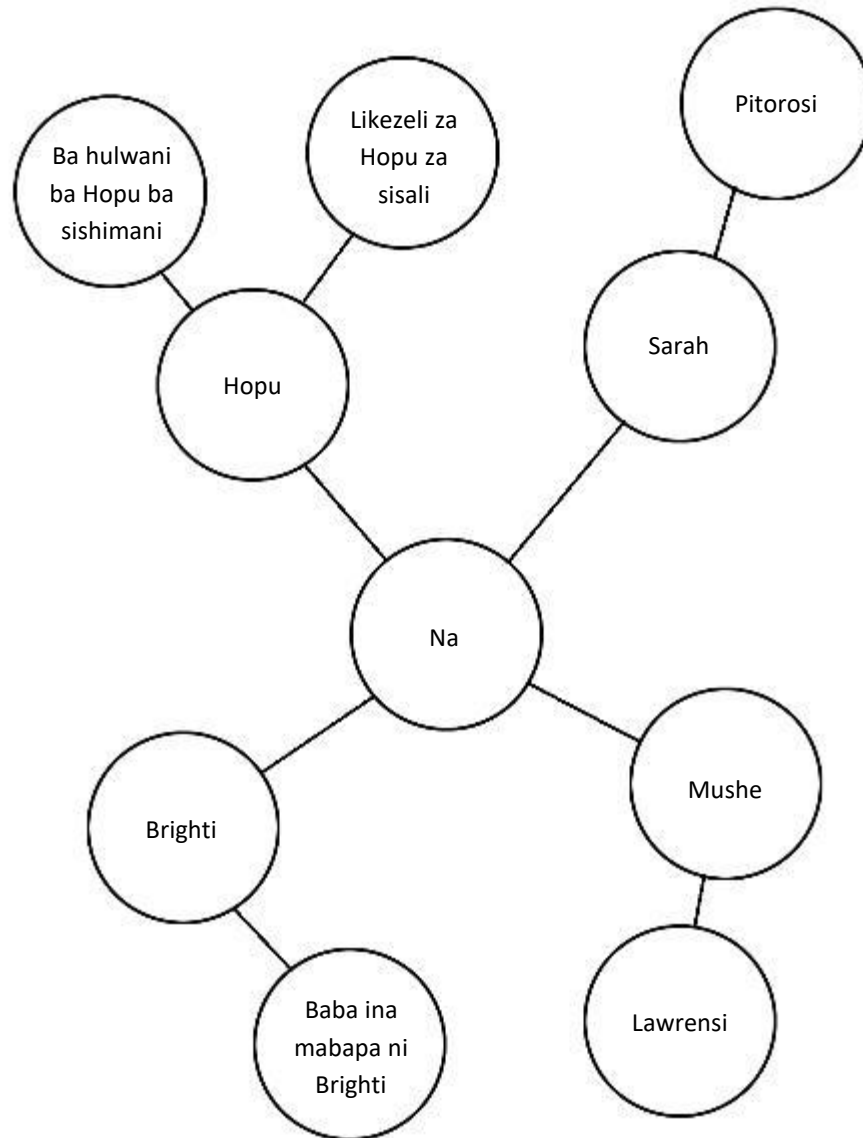 Pitorosi
Likezeli za
Hopu za
sisali
Ba hulwani
ba Hopu ba
sishimani
Sarah
Hopu
Na
Mushe
Brighti
Lawrensi
Baba ina
mabapa ni
Brighti